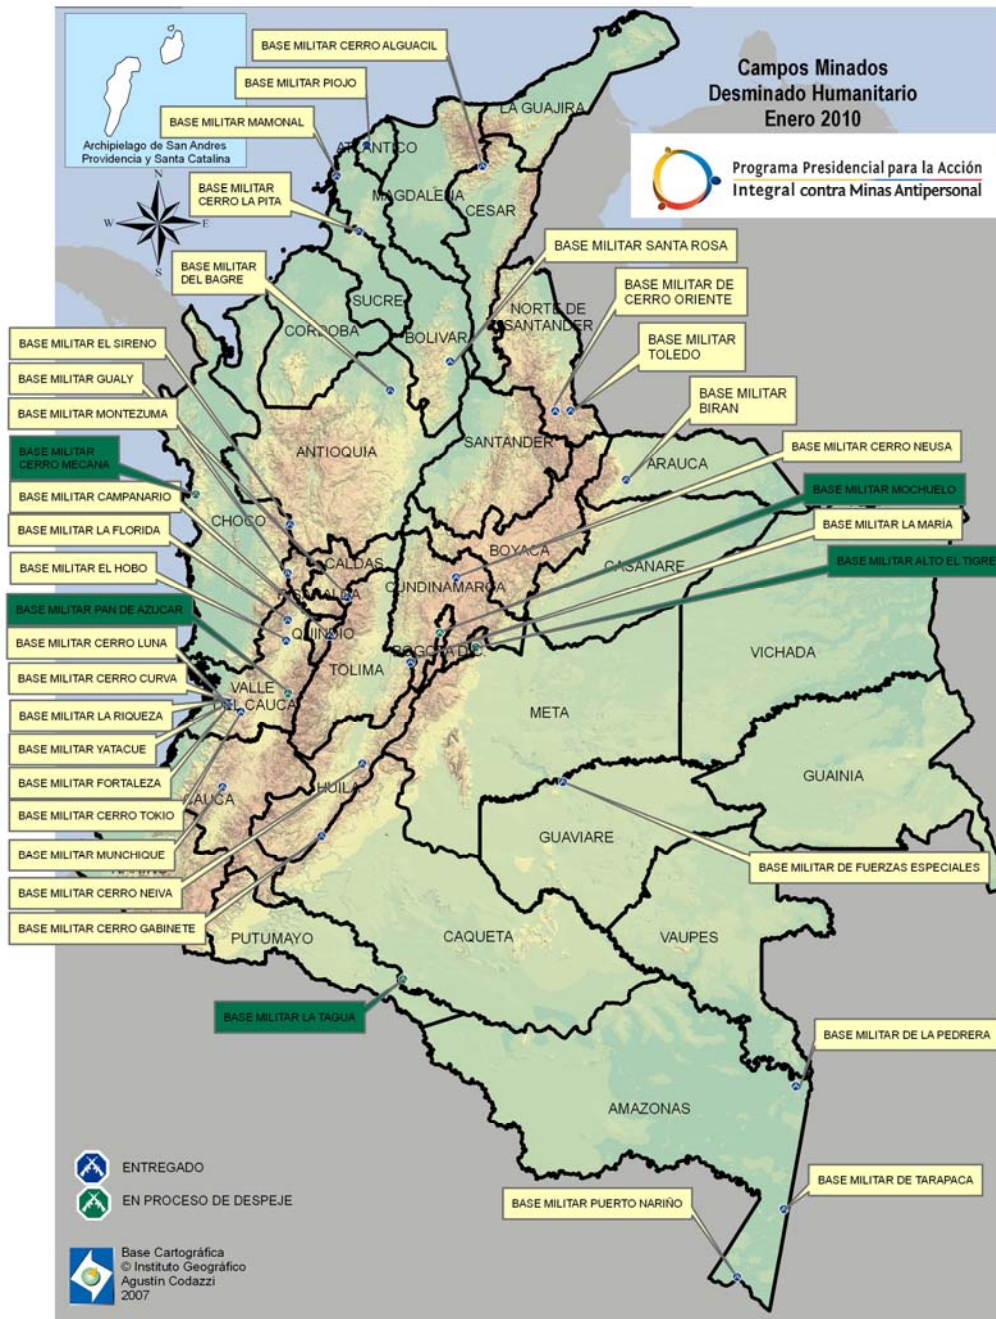 BASE MILITAR CERRO ALGUACIL
BASE MILITAR PIOJO
BASE MILITAR MAMONAL
BASE MILITAR
CERRO LA PITA
BASE MILITAR
DEL BAGRE
Archipielago de San Andres
Providencia y Santa Catalina
N
W
E
S
Campos Minados
Desminado Humanitario
Enero 2010
Programa Presidencial para la Acción
Integral contra Minas Antipersonal
LA GUAJIRA
ATLANTICO
MAGDALENA
CESAR
BASE MILITAR SANTA ROSA
BASE MILITAR DE
CERRO ORIENTE
BASE MILITAR
TOLEDO
BASE MILITAR
BIRAN
SUCRE
CORDOBA
BOLIVAR
NORTE DE
SANTANDER
BASE MILITAR EL SIRENO
BASE MILITAR GUALY
BASE MILITAR MONTEZUMA
BASE MILITAR
CERRO MECANA
BASE MILITAR CAMPANARIO
BASE MILITAR LA FLORIDA
BASE MILITAR EL HOBO
BASE MILITAR PAN DE AZUCAR
BASE MILITAR CERRO LUNA
BASE MILITAR CERRO CURVA
BASE MILITAR LA RIQUEZA
BASE MILITAR YATACUE
BASE MILITAR FORTALEZA
BASE MILITAR CERRO TOKIO
BASE MILITAR MUNCHIQUE
BASE MILITAR CERRO NEIVA
BASE MILITAR CERRO GABINETE
ANTIOQUIA
SANTANDER
ARAUCA
BASE MILITAR CERRO NEUSA
BASE MILITAR MOCHUELO
BASE MILITAR LA MARÍA
BASE MILITAR ALTO EL TIGRE
CHOCO
BOYACA
CALDAS
CASANARE
CUNDINAMARCA
QUINDIO
BOGOTA D.C.
TOLIMA
VICHADA
VALLE
DEL CAUCA
META
GUAINIA
CAUCA
HUILA
GUAVIARE
BASE MILITAR DE FUERZAS ESPECIALES
PUTUMAYO
CAQUETA
VAUPES
BASE MILITAR LA TAGUA
BASE MILITAR DE LA PEDRERA
AMAZONAS
BASE MILITAR DE TARAPACA
BASE MILITAR PUERTO NARIÑO
ENTREGADO
EN PROCESO DE DESPEJE
Base Cartográfica
© Instituto Geográfico
Agustín Codazzi
2007